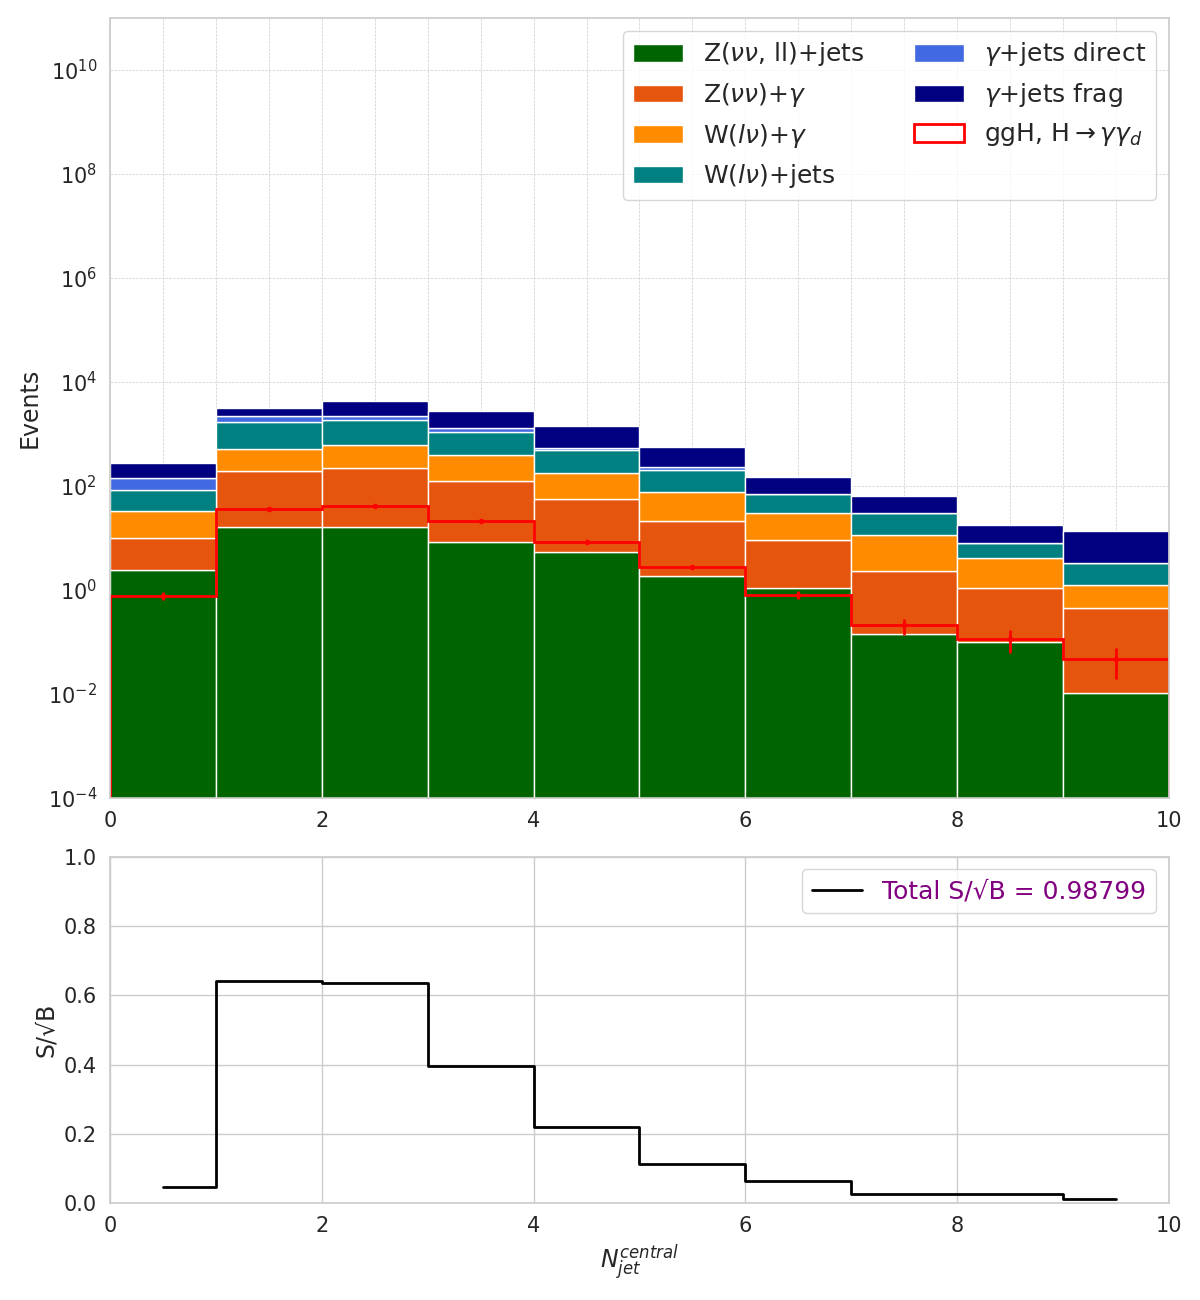 Z(νν, ll)+jets
Z(νν)+γ
W(lν)+γ
W(lν)+jets
γ+jets direct
γ+jets frag
ggH, H→γγ_d
Events
10^10
10^8
10^6
10^4
10^2
10^0
10^−2
10^−4
0 2 4 6 8 10
Total S/√B = 0.98799
S/√B
1.0
0.8
0.6
0.4
0.2
0.0
0 2 4 6 8 10
N_jet^central